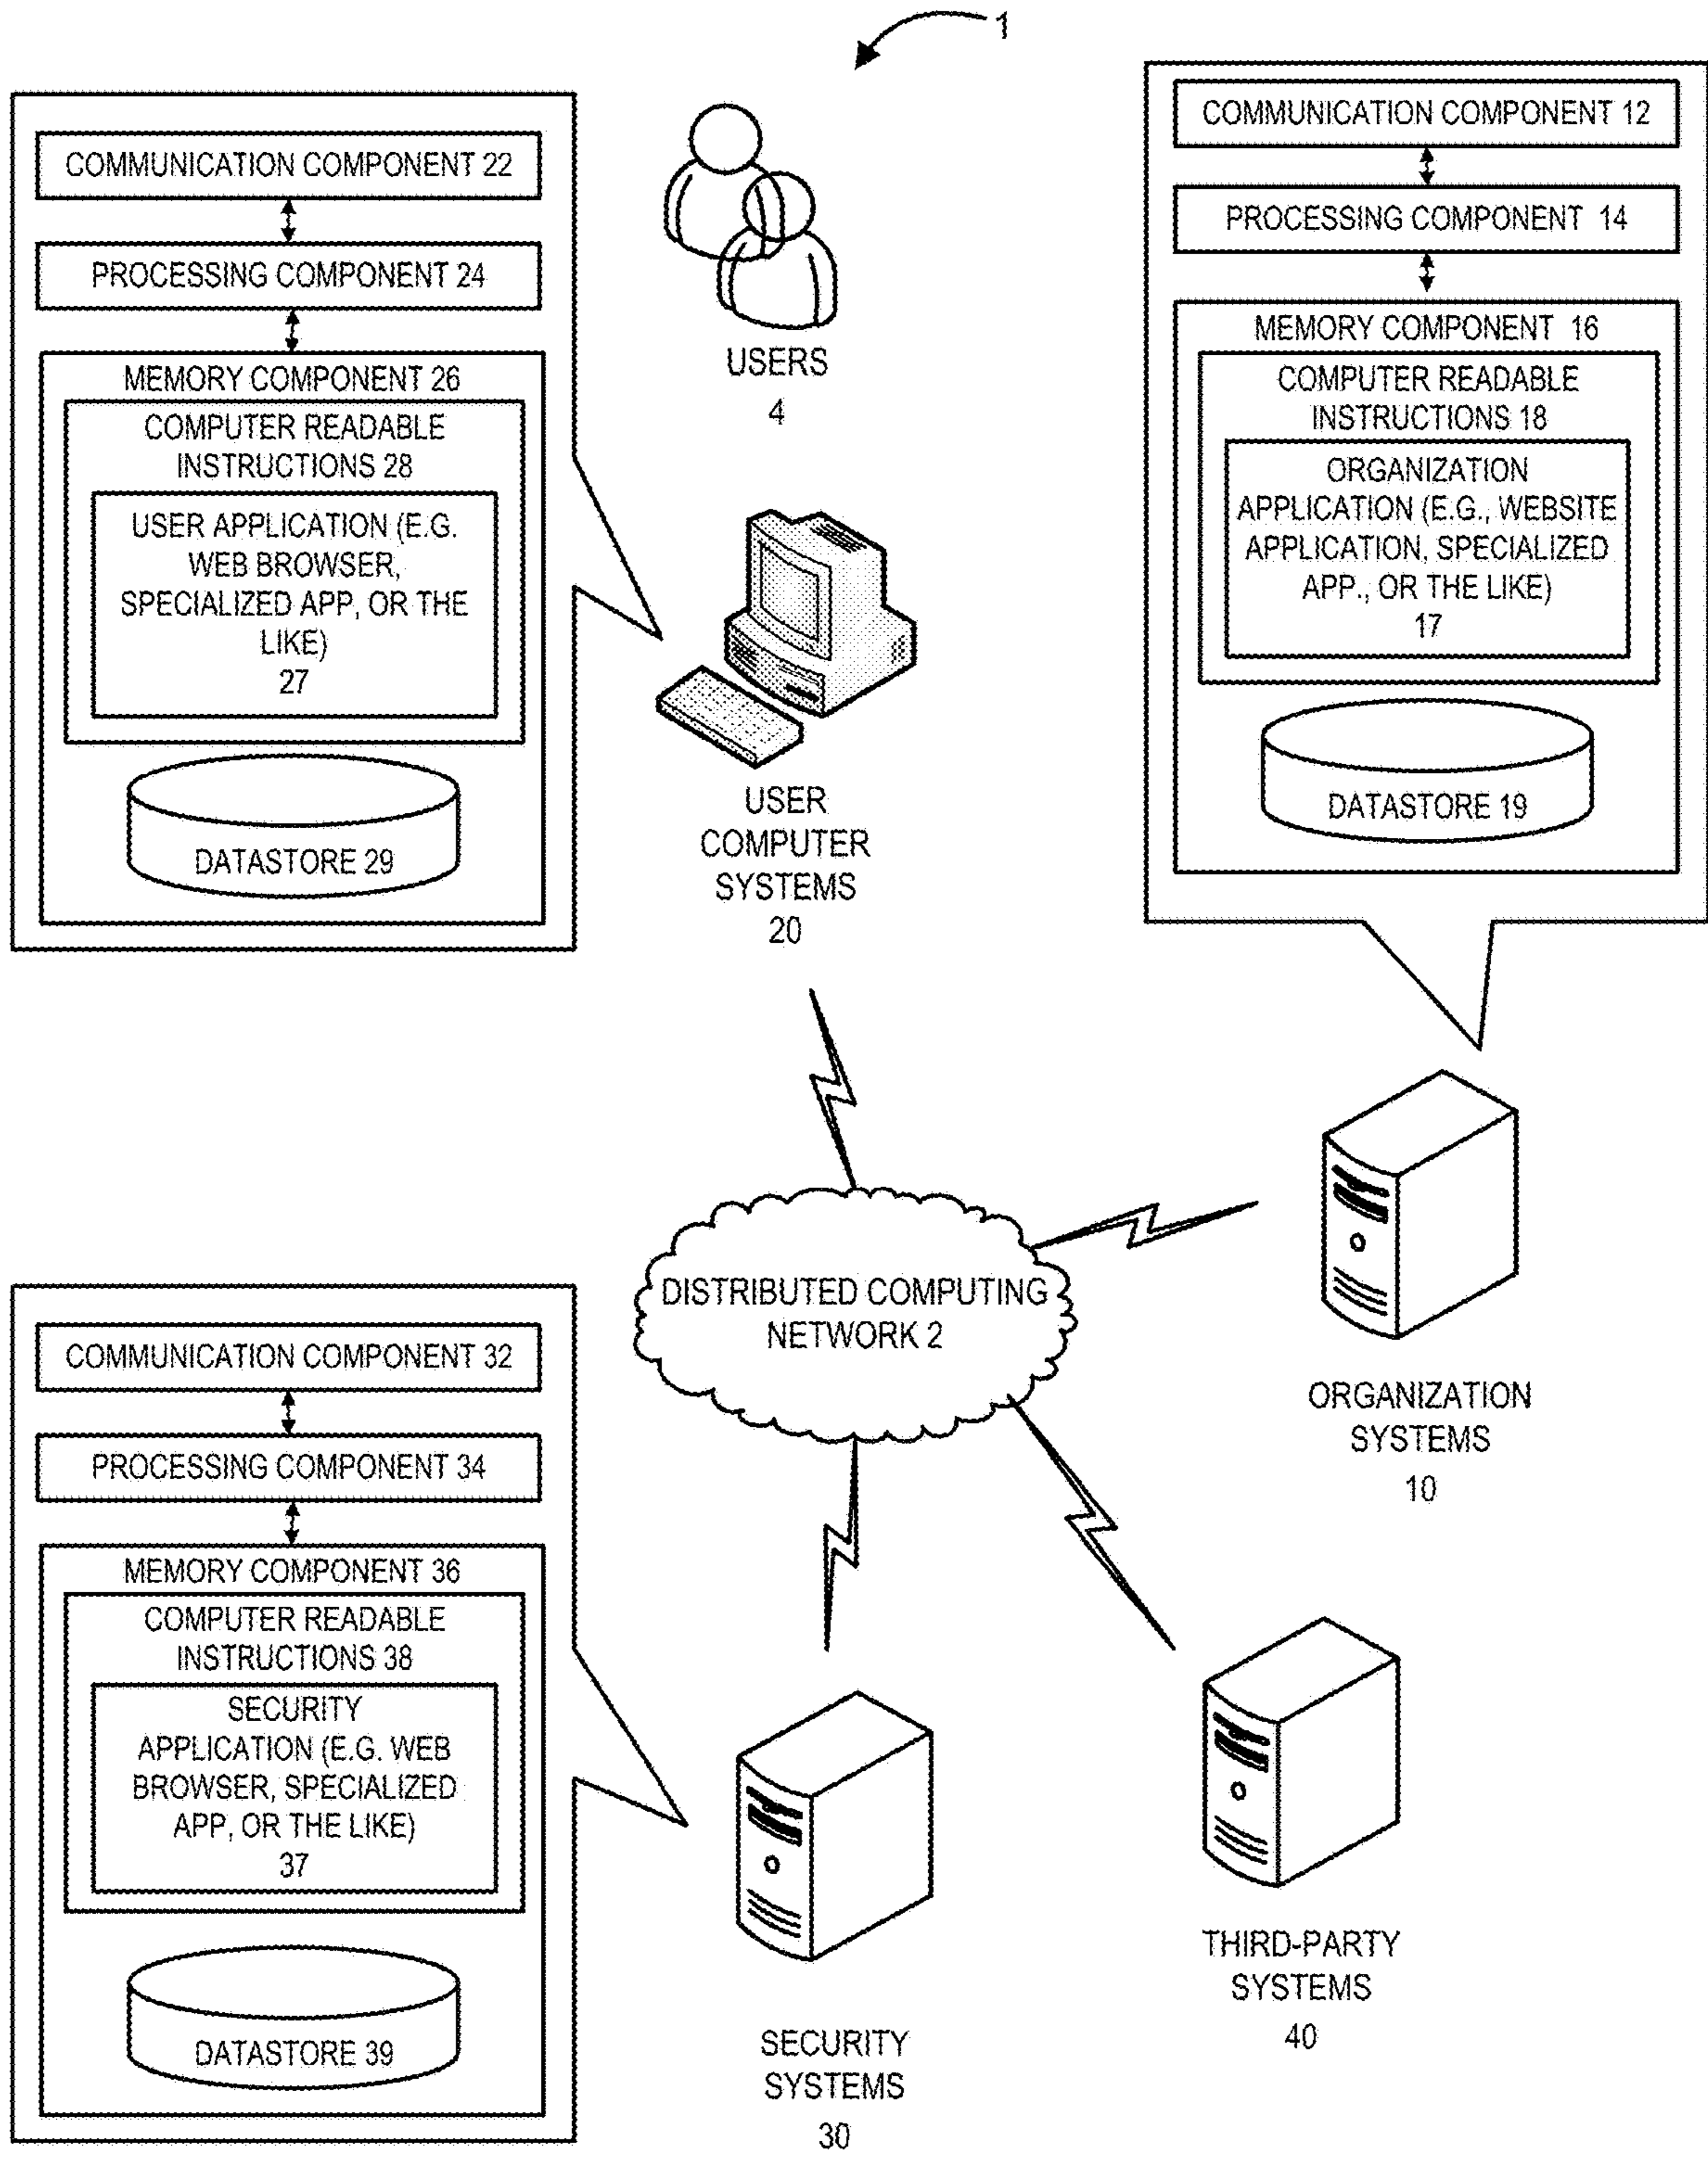 1
COMMUNICATION COMPONENT 22
PROCESSING COMPONENT 24
MEMORY COMPONENT 26
COMPUTER READABLE
INSTRUCTIONS 28
USER APPLICATION (E.G.
WEB BROWSER,
SPECIALIZED APP, OR THE
LIKE)
27
DATASTORE 29
USERS
4
USER
COMPUTER
SYSTEMS
20
COMMUNICATION COMPONENT 12
PROCESSING COMPONENT 14
MEMORY COMPONENT 16
COMPUTER READABLE
INSTRUCTIONS 18
ORGANIZATION
APPLICATION (E.G., WEBSITE
APPLICATION, SPECIALIZED
APP., OR THE LIKE)
17
DATASTORE 19
DISTRIBUTED COMPUTING
NETWORK 2
ORGANIZATION
SYSTEMS
10
COMMUNICATION COMPONENT 32
PROCESSING COMPONENT 34
MEMORY COMPONENT 36
COMPUTER READABLE
INSTRUCTIONS 38
SECURITY
APPLICATION (E.G. WEB
BROWSER, SPECIALIZED
APP, OR THE LIKE)
37
DATASTORE 39
SECURITY
SYSTEMS
30
THIRD-PARTY
SYSTEMS
40